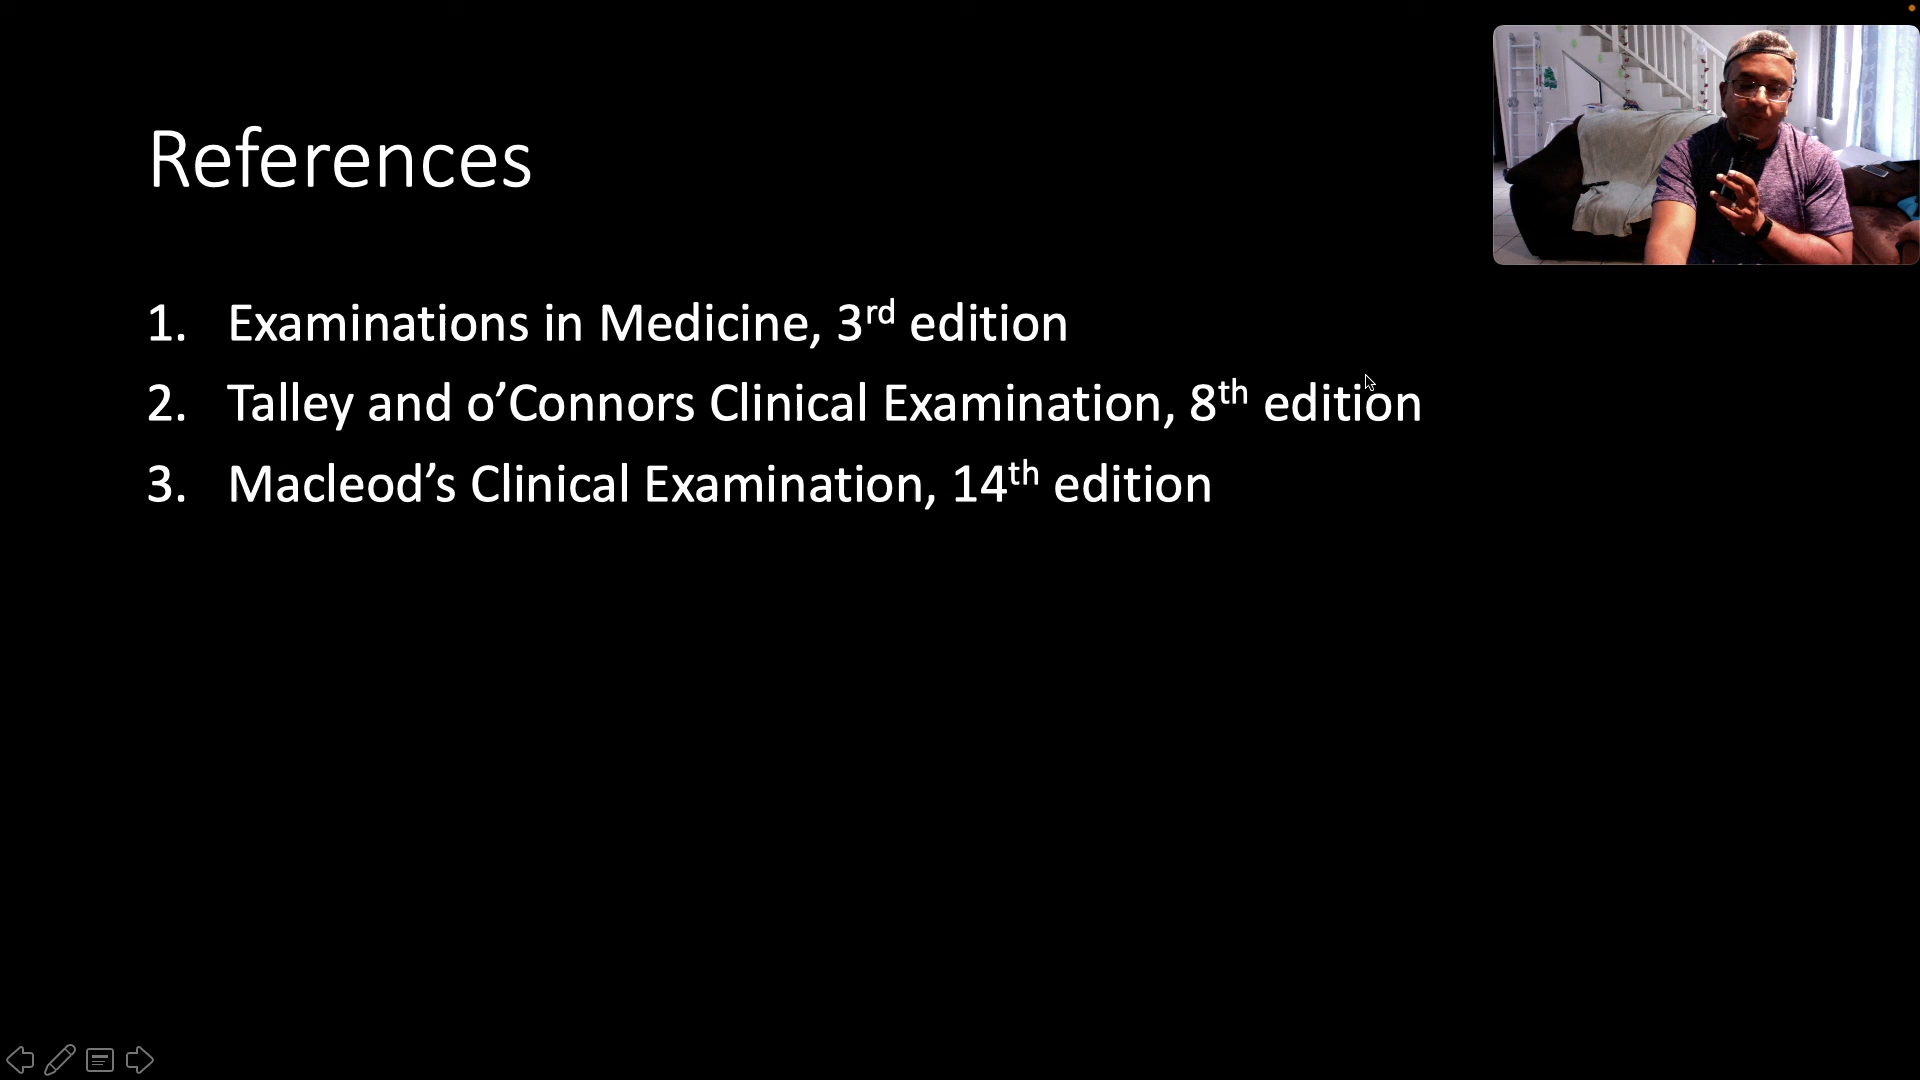 References
1. Examinations in Medicine, 3rd edition
2. Talley and o’Connors Clinical Examination, 8th edition
3. Macleod’s Clinical Examination, 14th edition